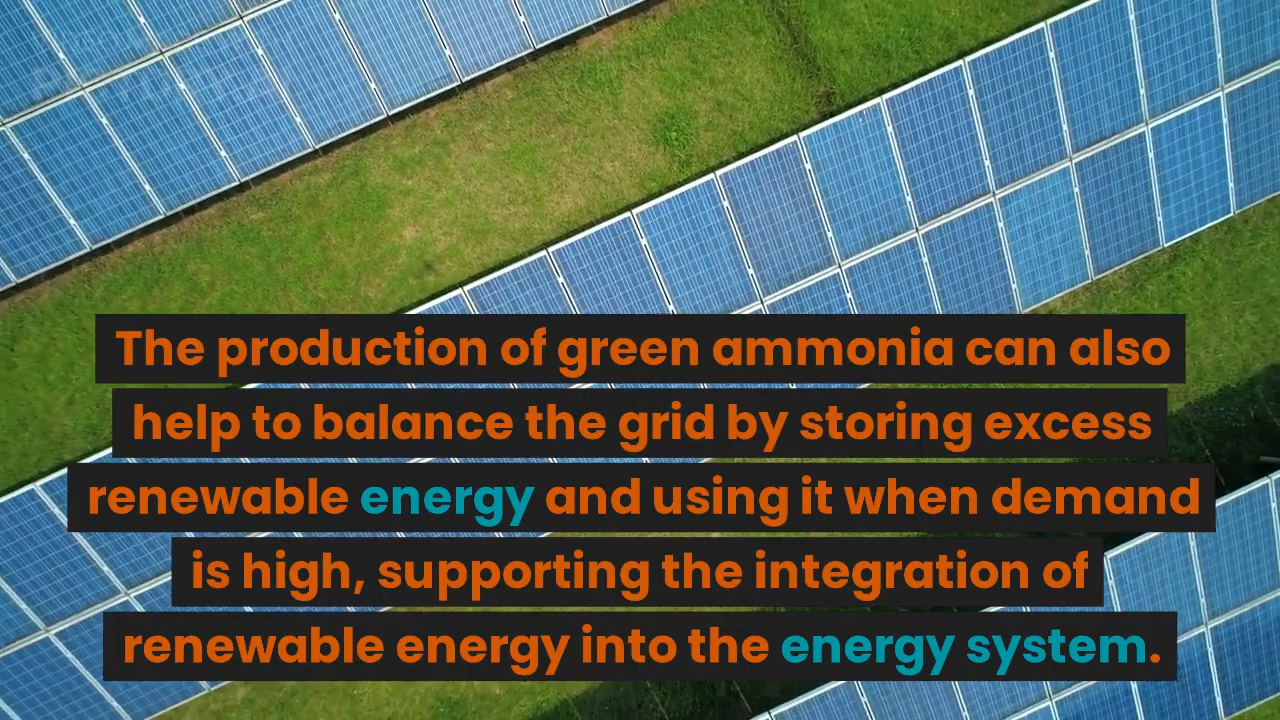 The production of green ammonia can also
help to balance the grid by storing excess
renewable energy and using it when demand
is high, supporting the integration of
renewable energy into the energy system.